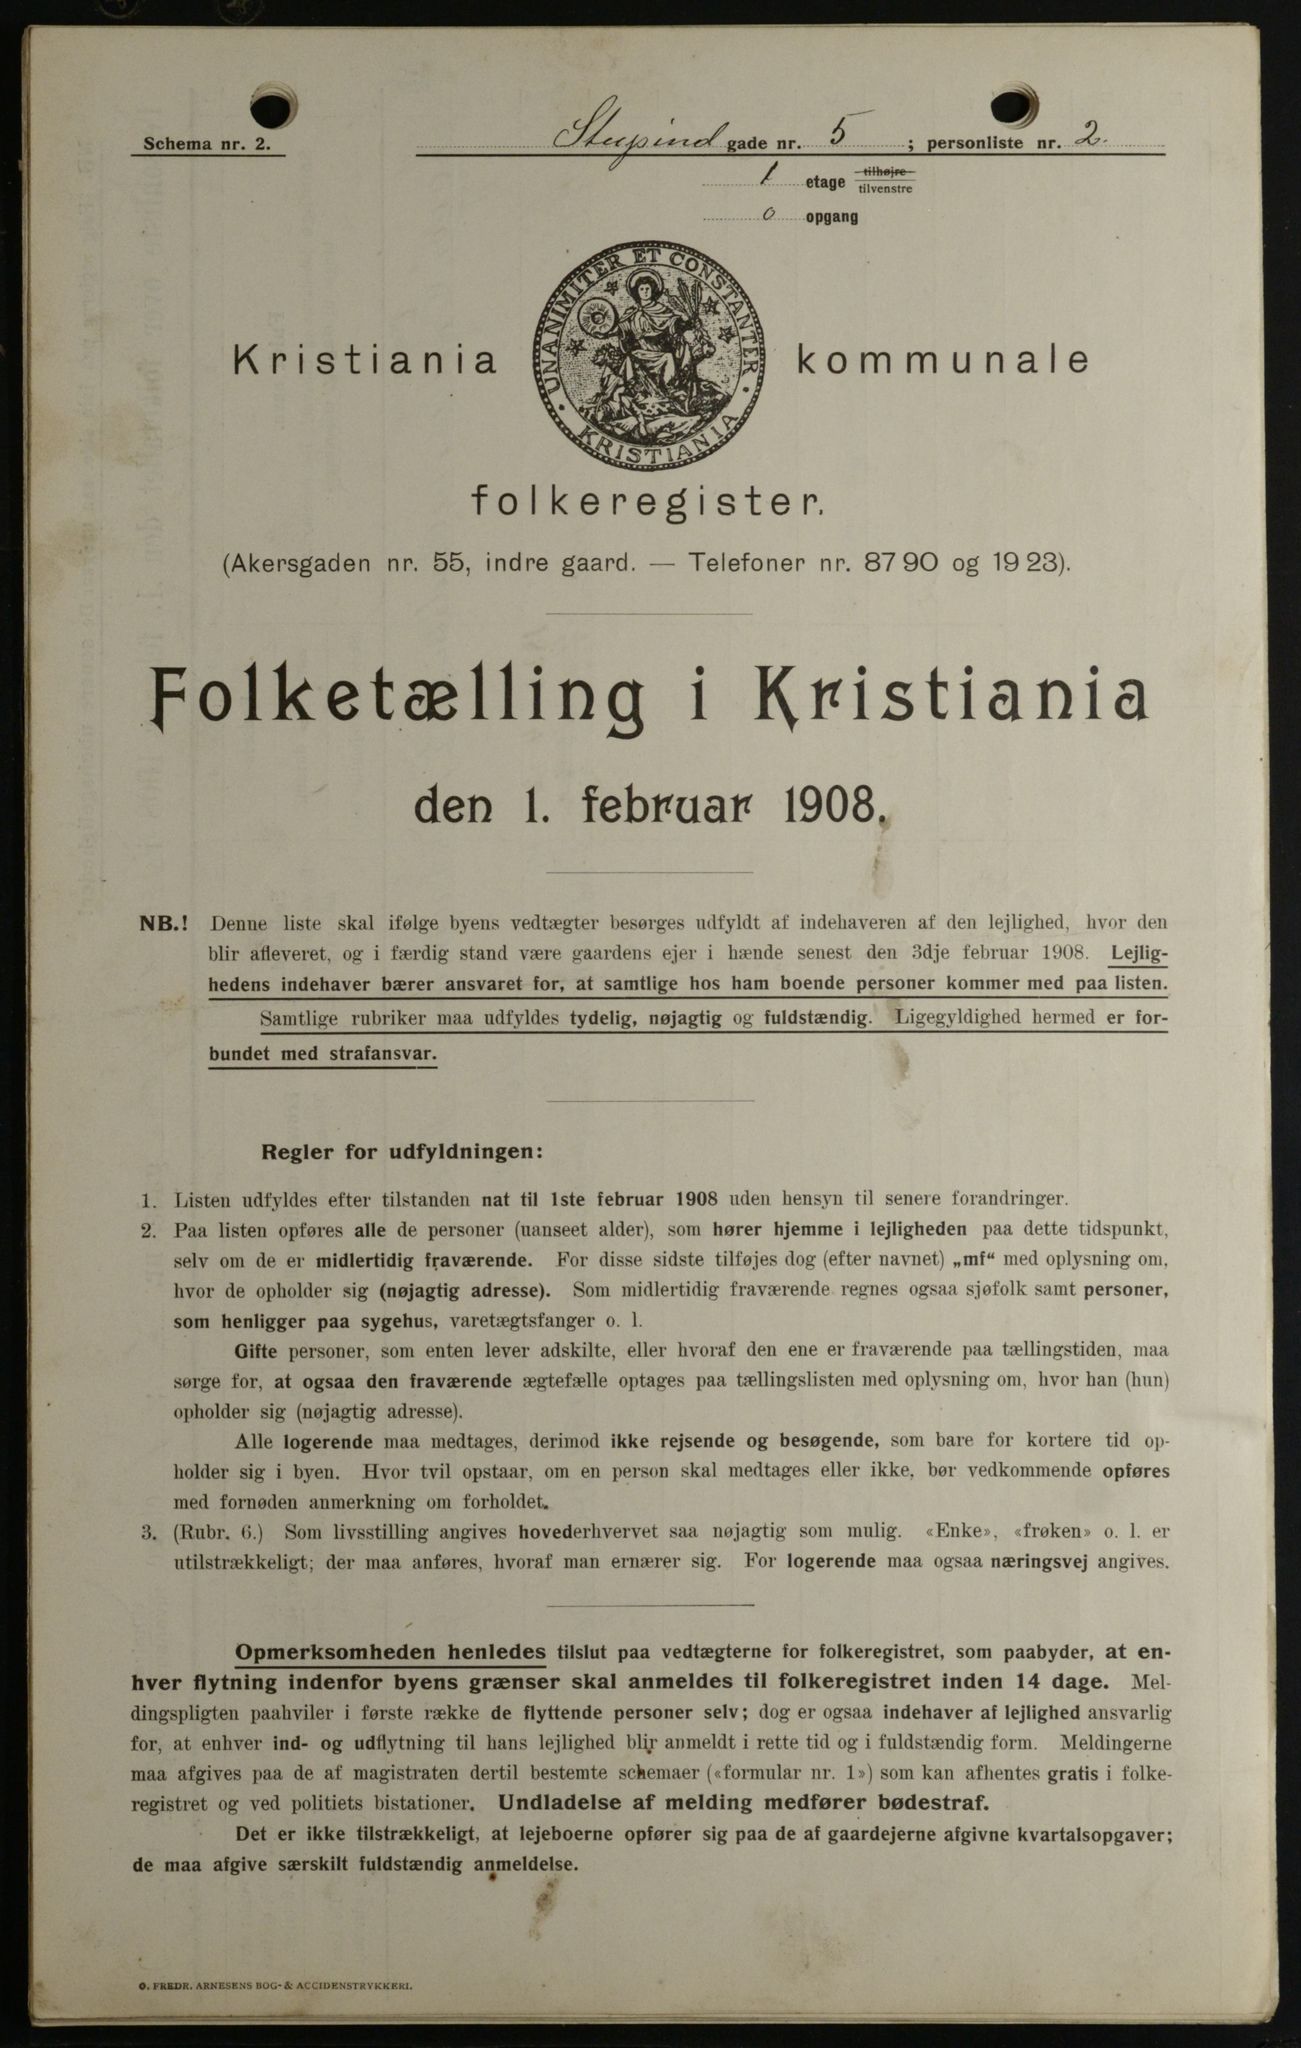 Schema nr. 2.
Stupind gade nr. 5 ; personliste nr. 2.
1 etage tilhøjre
tilvenstre
0 opgang
UNANIMITER ET CONSTANTER · KRISTIANIA ·
Kristiania kommunale
folkeregister.
(Akersgaden nr. 55, indre gaard. — Telefoner nr. 87 90 og 19 23).
Folketælling i Kristiania
den 1. februar 1908.
NB.! Denne liste skal ifølge byens vedtægter besørges udfyldt af indehaveren af den lejlighed, hvor den
blir afleveret, og i færdig stand være gaardens ejer i hænde senest den 3dje februar 1908. Lejlig-
hedens indehaver bærer ansvaret for, at samtlige hos ham boende personer kommer med paa listen.
Samtlige rubriker maa udfyldes tydelig, nøjagtig og fuldstændig. Ligegyldighed hermed er for-
bundet med strafansvar.
Regler for udfyldningen:
1. Listen udfyldes efter tilstanden nat til 1ste februar 1908 uden hensyn til senere forandringer.
2. Paa listen opføres alle de personer (uanseet alder), som hører hjemme i lejligheden paa dette tidspunkt,
selv om de er midlertidig fraværende. For disse sidste tilføjes dog (efter navnet) „mf“ med oplysning om,
hvor de opholder sig (nøjagtig adresse). Som midlertidig fraværende regnes ogsaa sjøfolk samt personer,
som henligger paa sygehus, varetægtsfanger o. l.
Gifte personer, som enten lever adskilte, eller hvoraf den ene er fraværende paa tællingstiden, maa
sørge for, at ogsaa den fraværende ægtefælle optages paa tællingslisten med oplysning om, hvor han (hun)
opholder sig (nøjagtig adresse).
Alle logerende maa medtages, derimod ikke rejsende og besøgende, som bare for kortere tid op-
holder sig i byen. Hvor tvil opstaar, om en person skal medtages eller ikke, bør vedkommende opføres
med fornøden anmerkning om forholdet.
3. (Rubr. 6.) Som livsstilling angives hovederhvervet saa nøjagtig som mulig. «Enke», «frøken» o. l. er
utilstrækkeligt; der maa anføres, hvoraf man ernærer sig. For logerende maa ogsaa næringsvej angives.
Opmerksomheden henledes tilslut paa vedtægterne for folkeregistret, som paabyder, at en-
hver flytning indenfor byens grænser skal anmeldes til folkeregistret inden 14 dage. Mel-
dingspligten paahviler i første række de flyttende personer selv; dog er ogsaa indehaver af lejlighed ansvarlig
for, at enhver ind- og udflytning til hans lejlighed blir anmeldt i rette tid og i fuldstændig form. Meldingerne
maa afgives paa de af magistraten dertil bestemte schemaer («formular nr. 1») som kan afhentes gratis i folke-
registret og ved politiets bistationer. Undladelse af melding medfører bødestraf.
Det er ikke tilstrækkeligt, at lejeboerne opfører sig paa de af gaardejerne afgivne kvartalsopgaver;
de maa afgive særskilt fuldstændig anmeldelse.
O. FREDR. ARNESENS BOG- & ACCIDENSTRYKKERI.